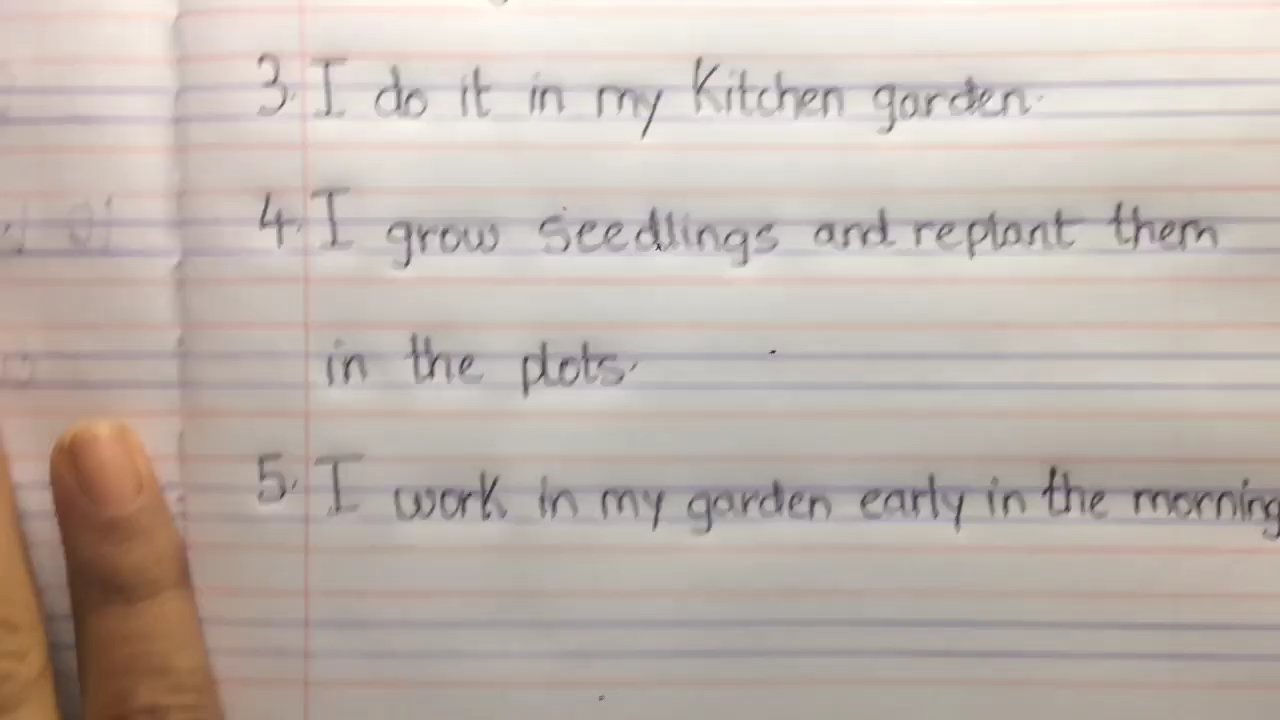 3. I do it in my Kitchen garden.
4. I grow seedlings and replant them
in the plots.
5. I work in my garden early in the morning